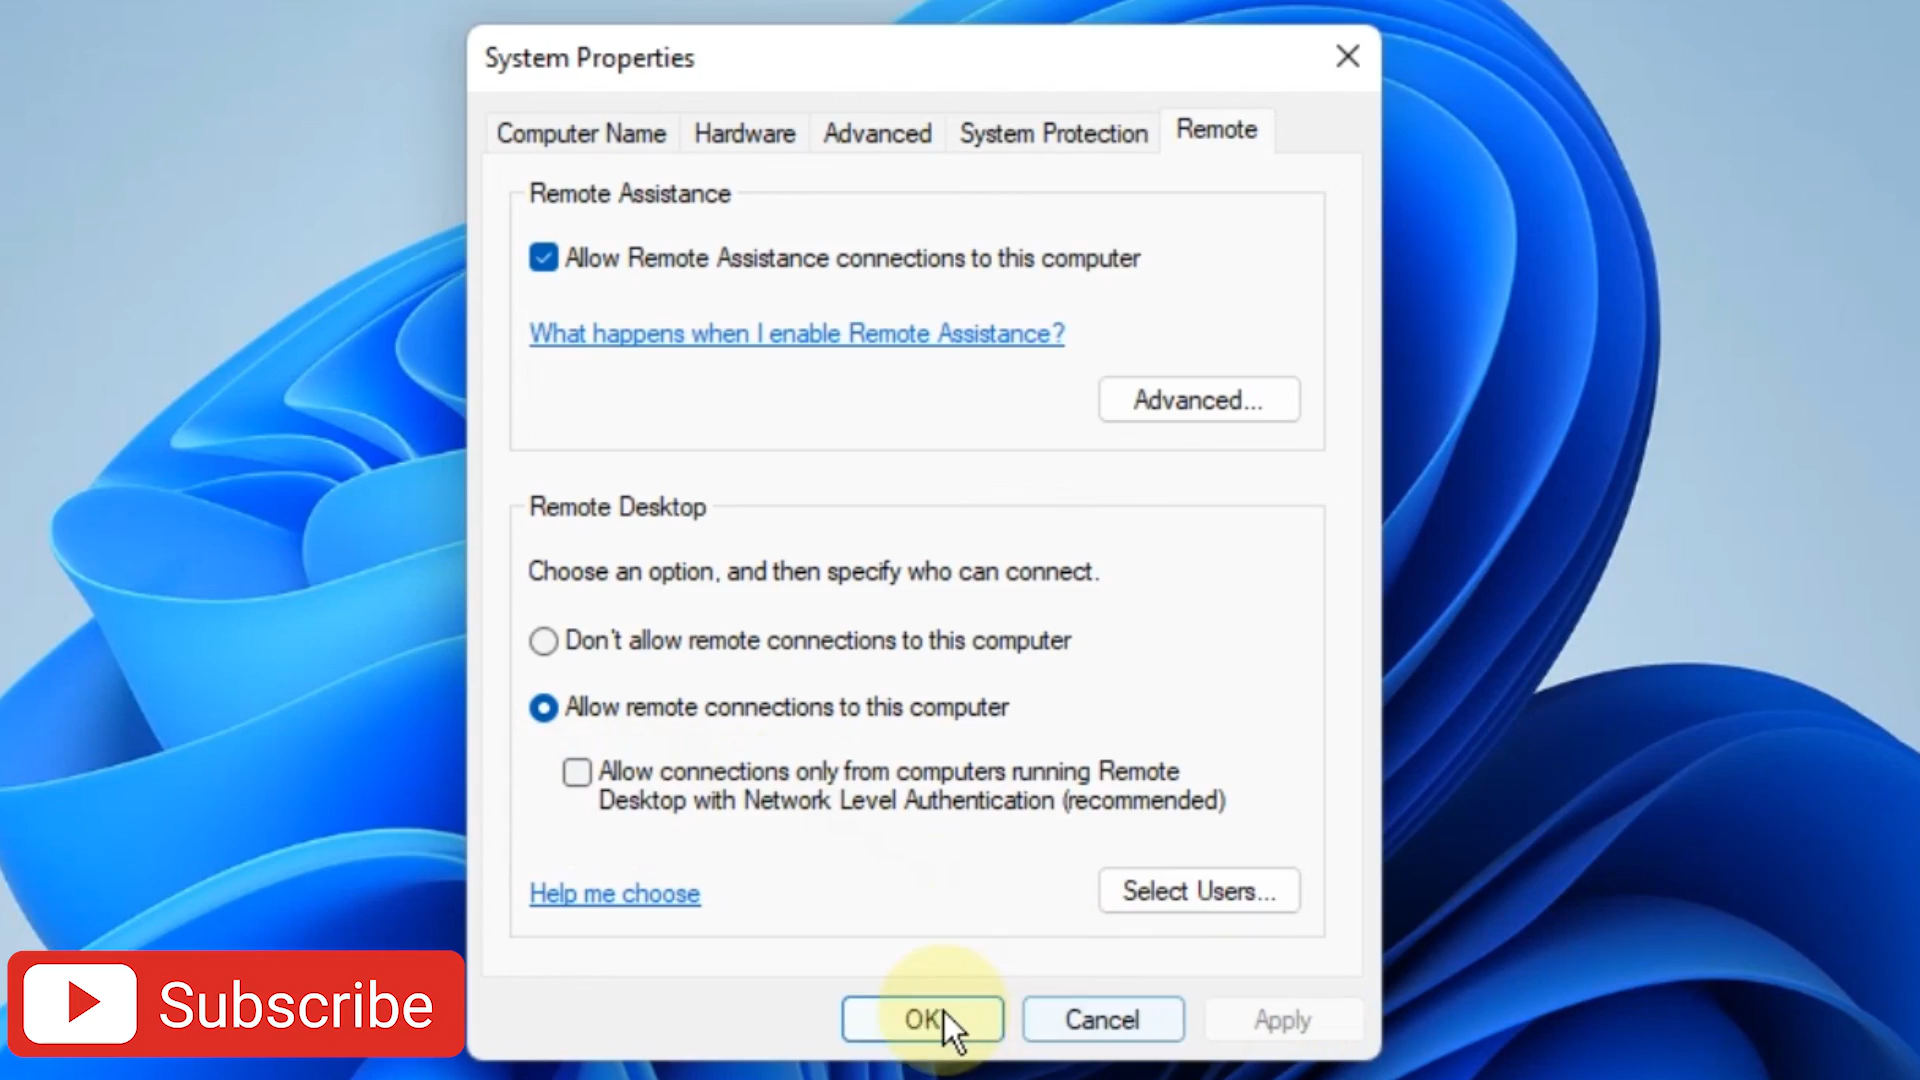 System Properties
Computer Name
Hardware
Advanced
System Protection
Remote
Remote Assistance
Allow Remote Assistance connections to this computer
What happens when I enable Remote Assistance?
Advanced...
Remote Desktop
Choose an option, and then specify who can connect.
Don't allow remote connections to this computer
Allow remote connections to this computer
Allow connections only from computers running Remote
Desktop with Network Level Authentication (recommended)
Help me choose
Select Users...
Subscribe
OK
Cancel
Apply